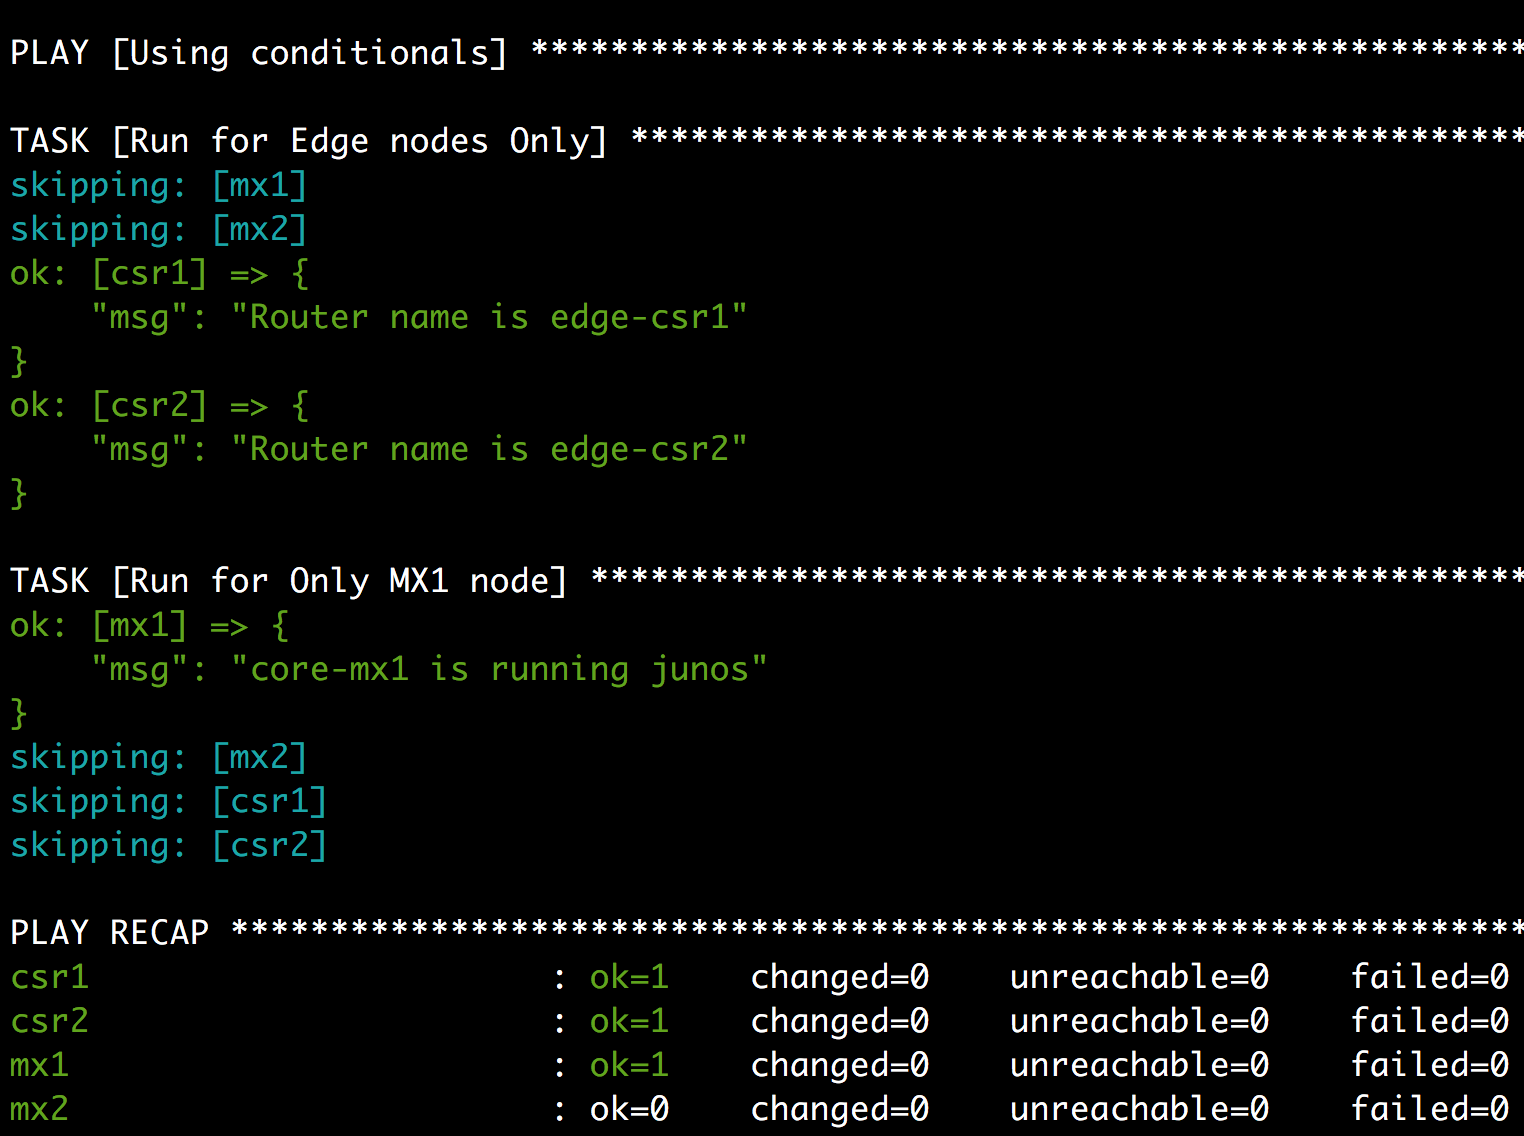 PLAY [Using conditionals] **************************************************
TASK [Run for Edge nodes Only] *********************************************
skipping: [mx1]
skipping: [mx2]
ok: [csr1] => {
    "msg": "Router name is edge-csr1"
}
ok: [csr2] => {
    "msg": "Router name is edge-csr2"
}
TASK [Run for Only MX1 node] ***********************************************
ok: [mx1] => {
    "msg": "core-mx1 is running junos"
}
skipping: [mx2]
skipping: [csr1]
skipping: [csr2]
PLAY RECAP *****************************************************************
csr1                       : ok=1    changed=0    unreachable=0    failed=0
csr2                       : ok=1    changed=0    unreachable=0    failed=0
mx1                        : ok=1    changed=0    unreachable=0    failed=0
mx2                        : ok=0    changed=0    unreachable=0    failed=0